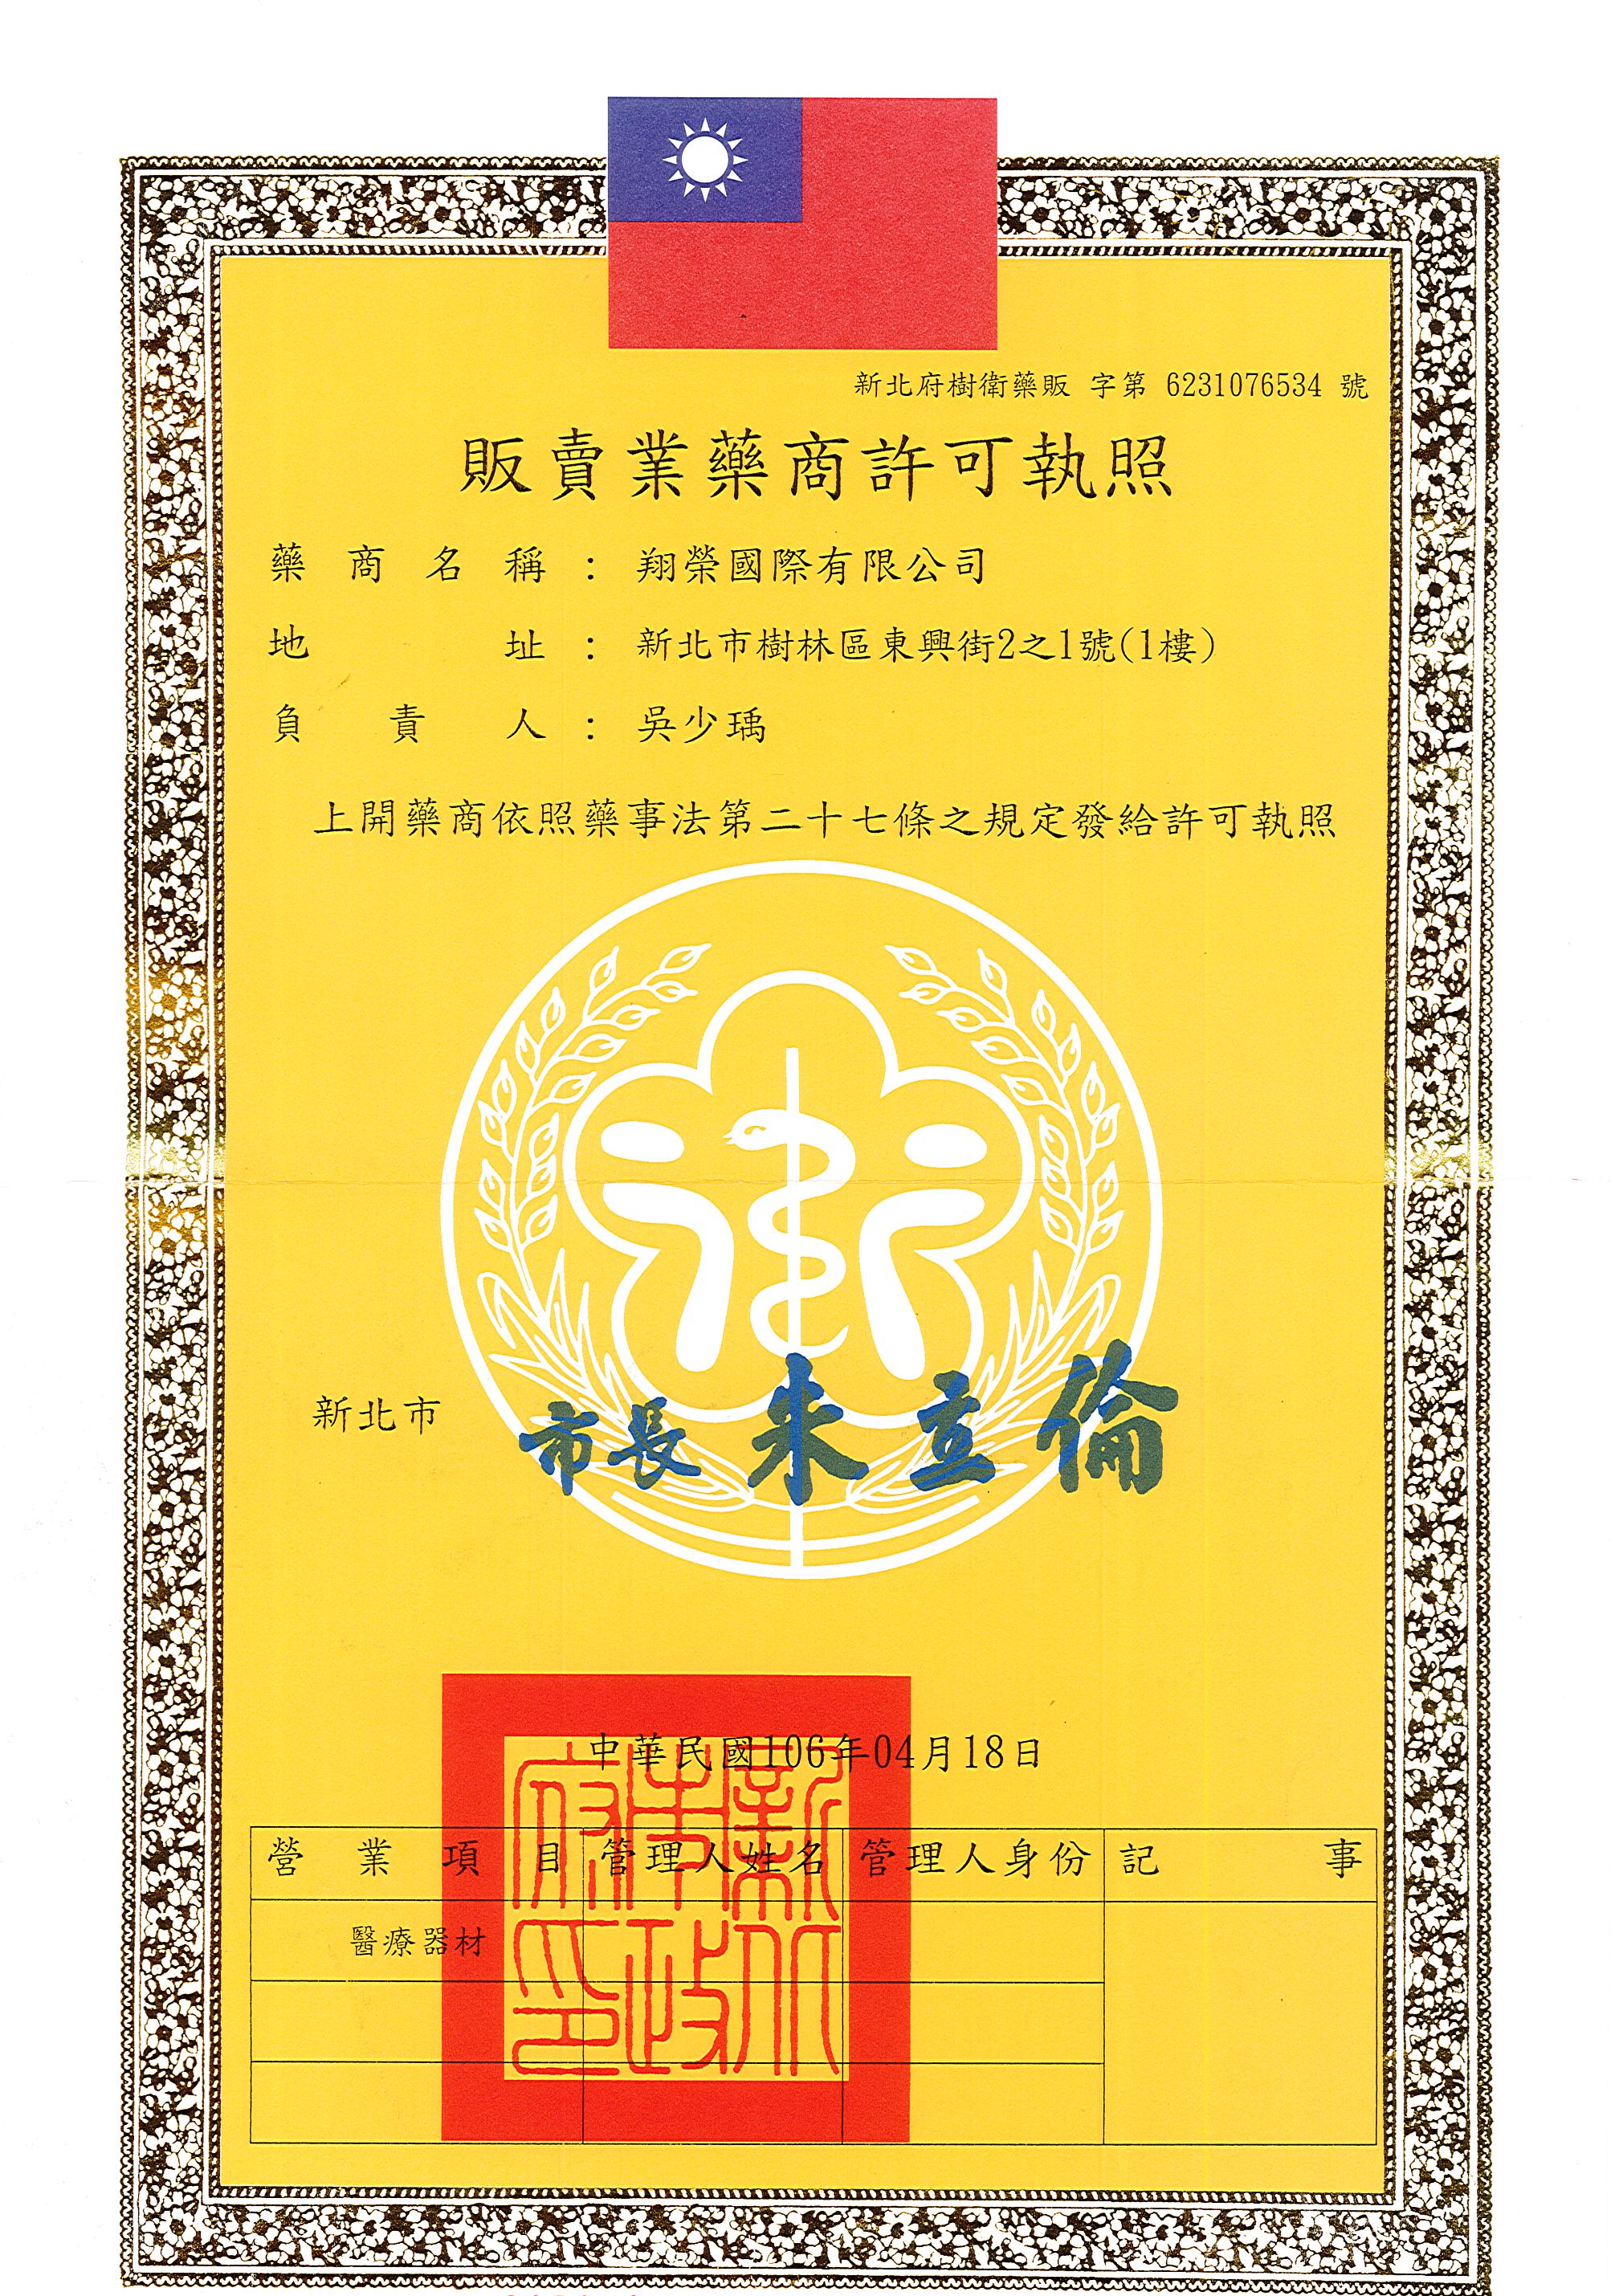 新北府樹衛藥販 字第 6231076534 號
販賣業藥商許可執照
藥商名稱：翔榮國際有限公司
地址：新北市樹林區東興街2之1號(1樓)
負責人：吳少瑀
上開藥商依照藥事法第二十七條之規定發給許可執照
新北市 市長 朱立倫
中華民國106年04月18日
新北市政府印
營業項目 管理人姓名 管理人身份 記事
醫療器材